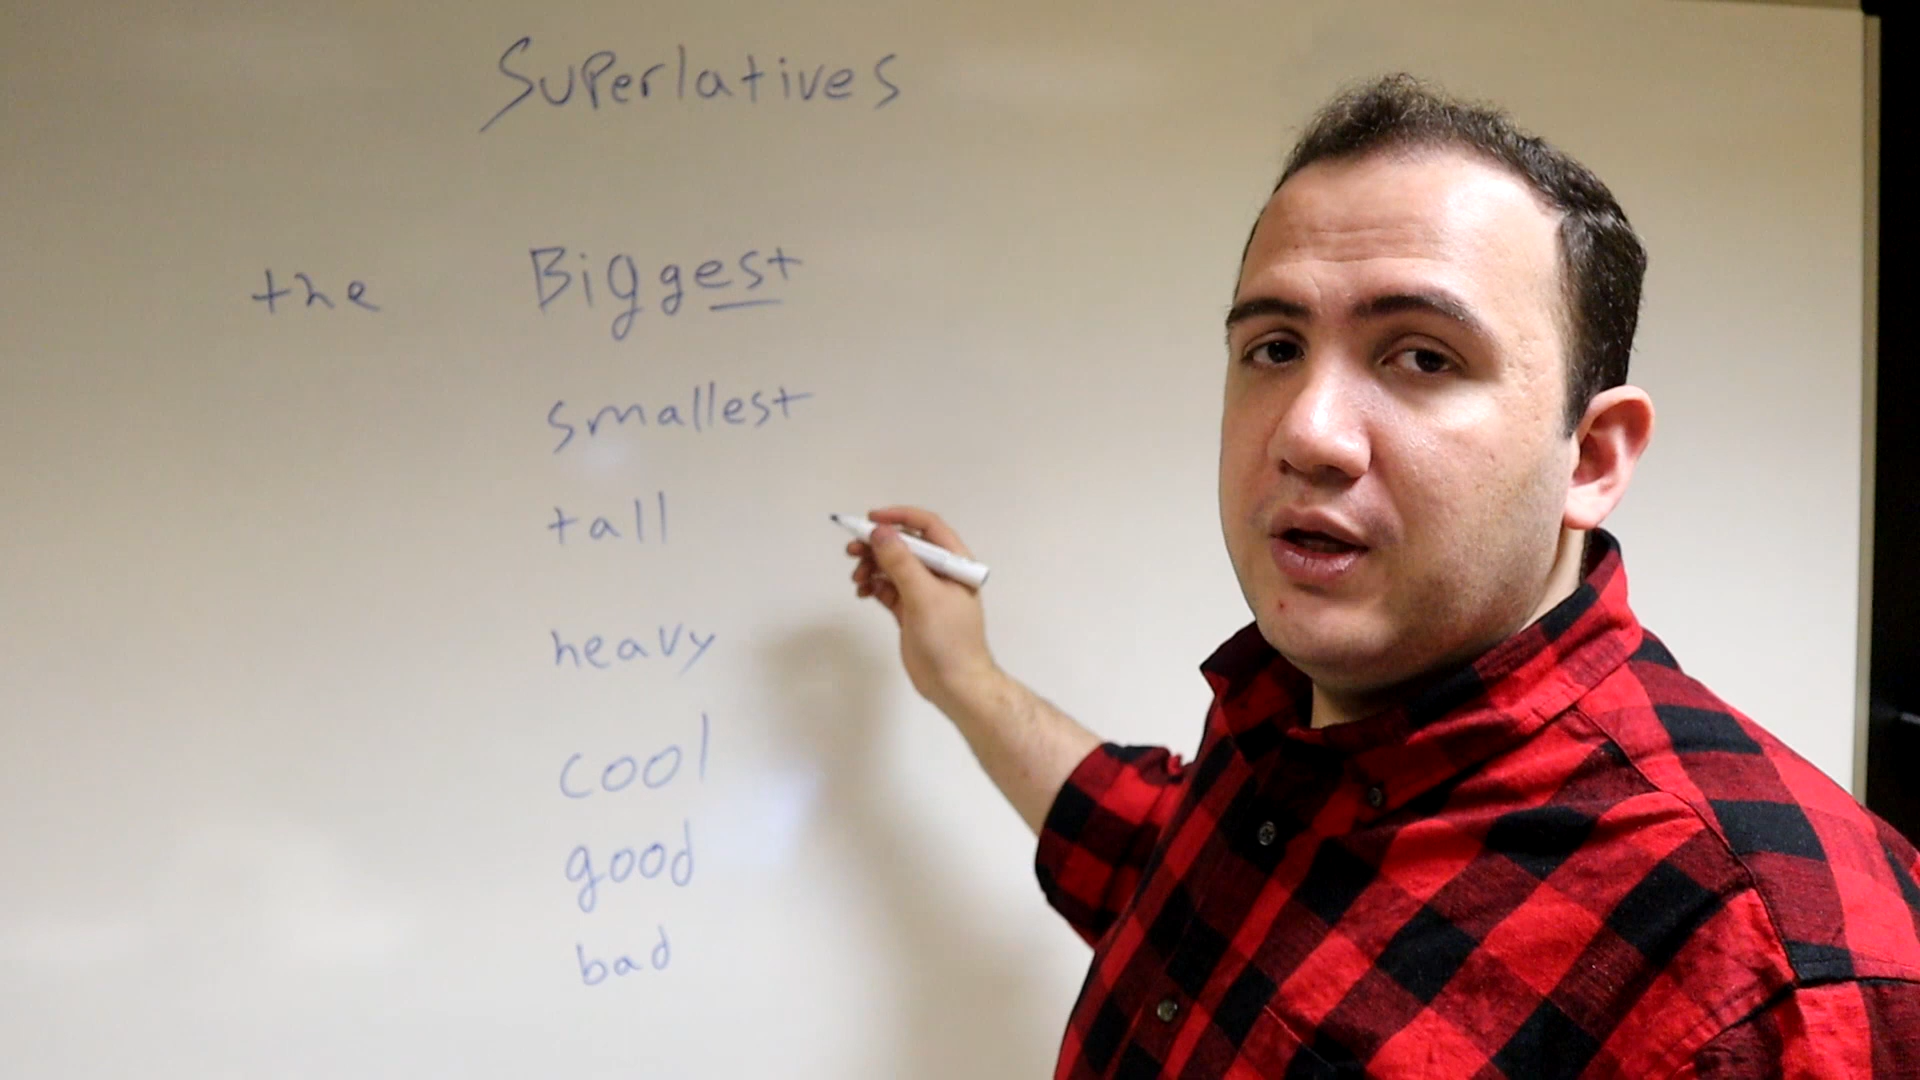 Superlatives
the Biggest
smallest
tall
heavy
cool
good
bad